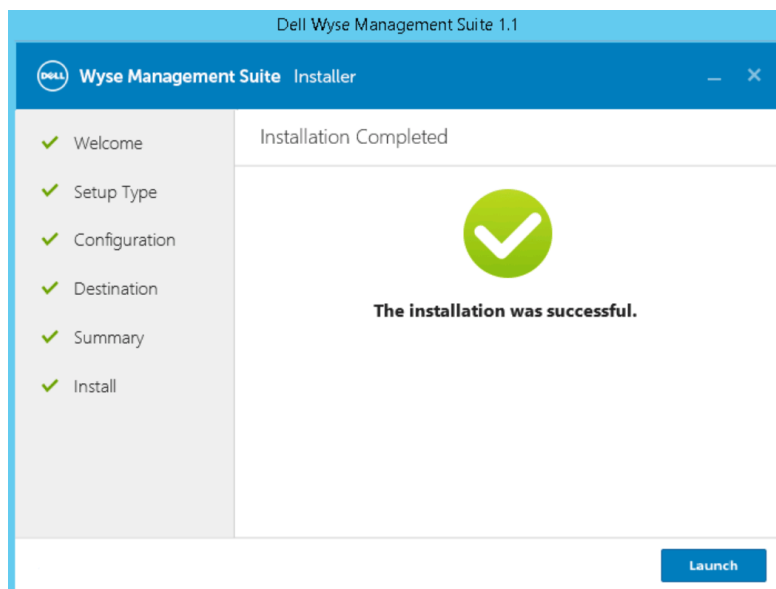 Dell Wyse Management Suite 1.1
DELL Wyse Management Suite Installer
Welcome
Installation Completed
Setup Type
Configuration
Destination
Summary
Install
The installation was successful.
Launch